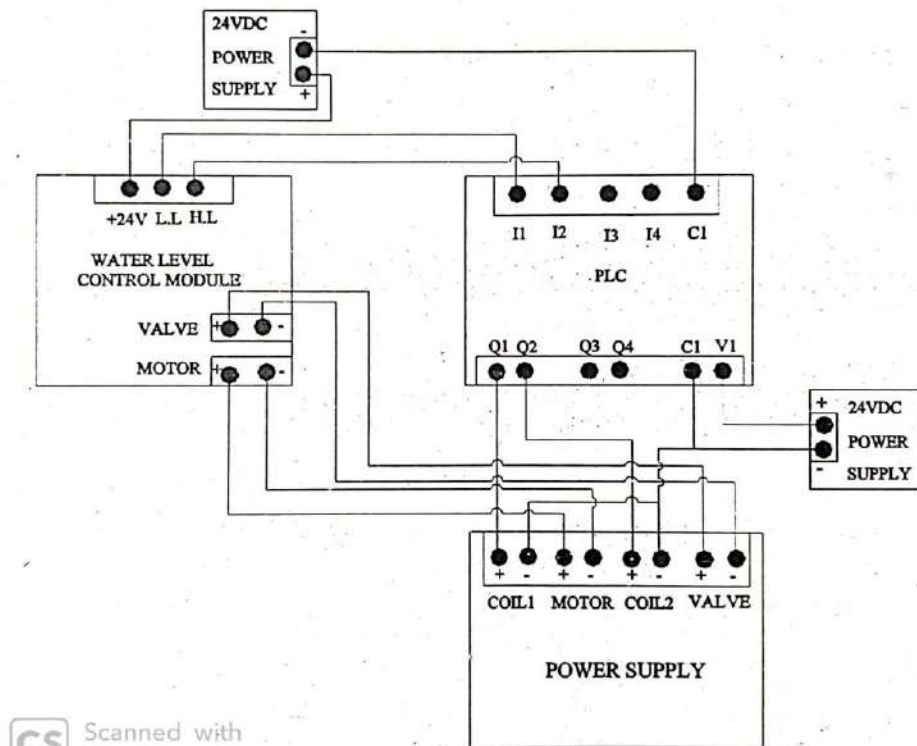 24VDC
-
POWER
SUPPLY
+
+24V L.L H.L
I1 I2 I3 I4 C1
WATER LEVEL
CONTROL MODULE
PLC
VALVE + -
MOTOR + -
Q1 Q2 Q3 Q4 C1 V1
+ 24VDC
POWER
- SUPPLY
+ - + - + - + -
COIL1 MOTOR COIL2 VALVE
POWER SUPPLY
CS Scanned with